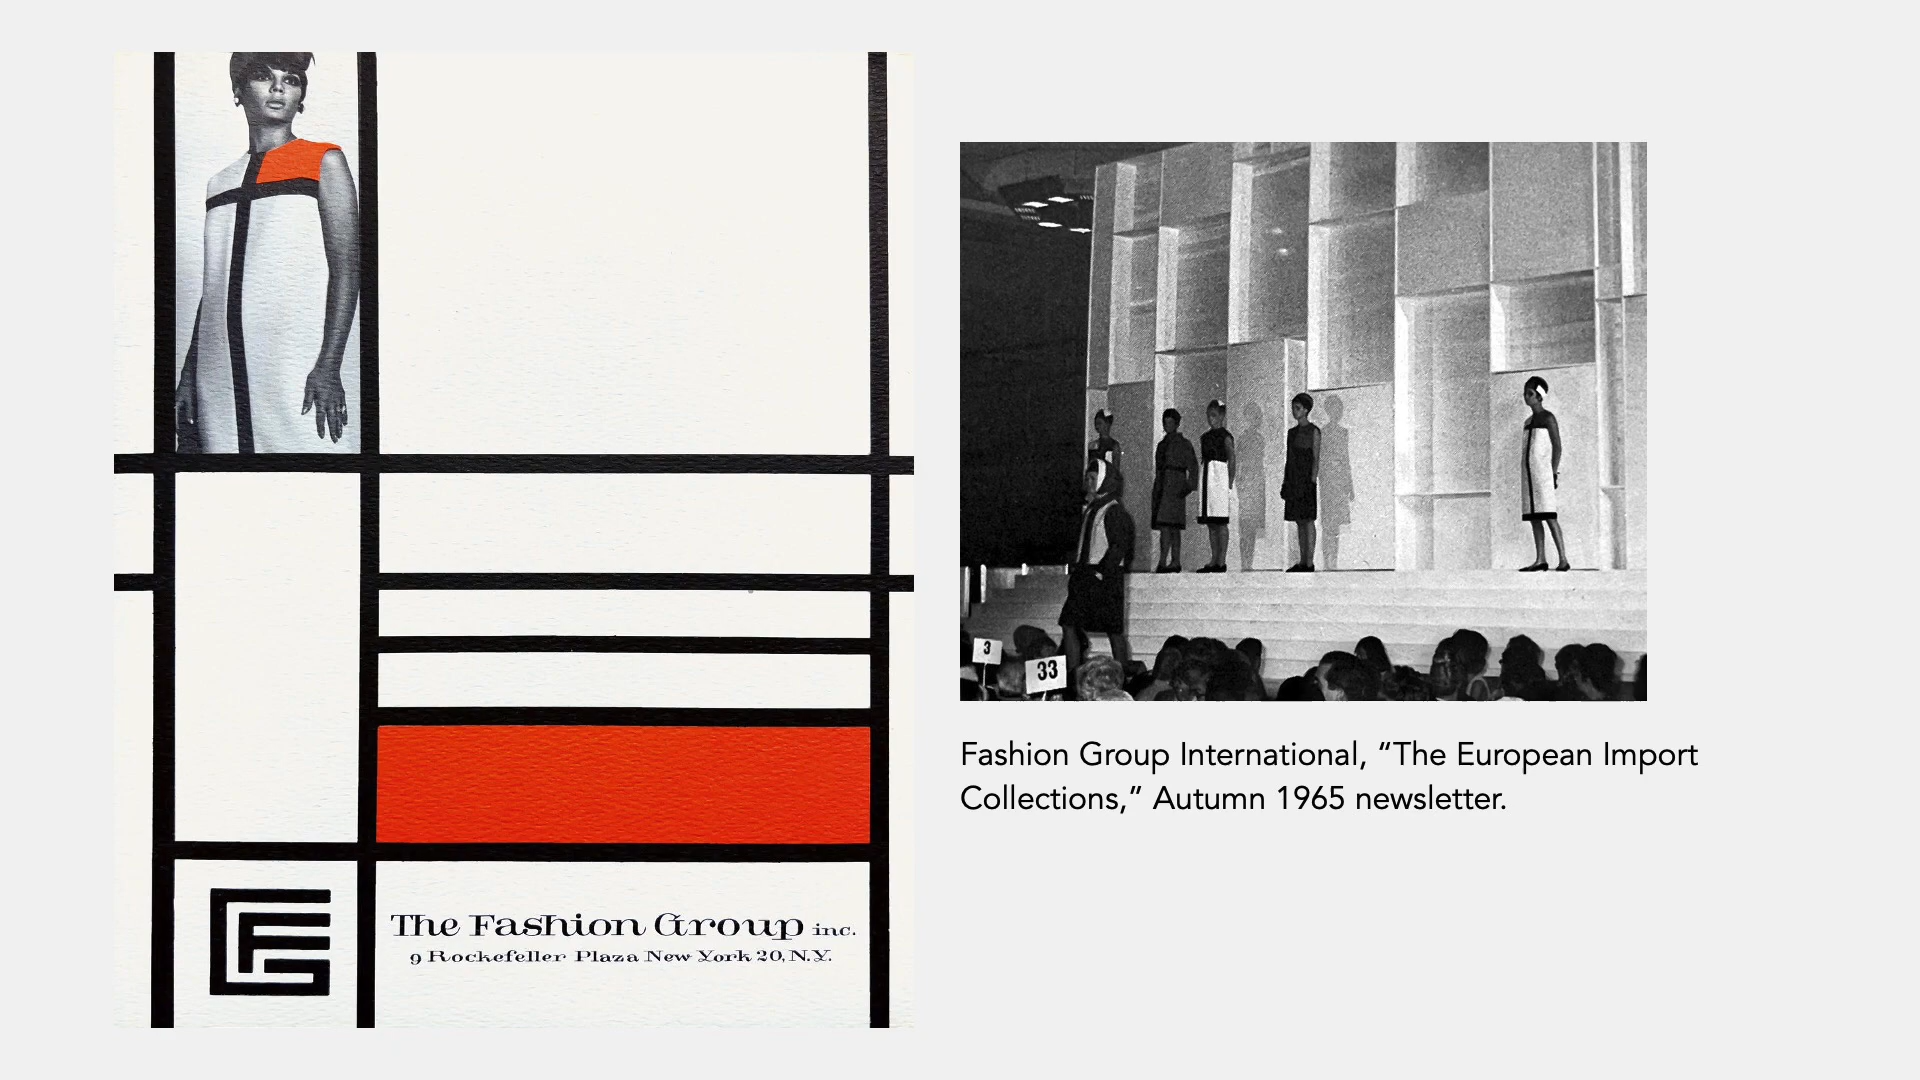 The Fashion Group inc.
9 Rockefeller Plaza New York 20, N.Y.
3
33
Fashion Group International, “The European Import
Collections,” Autumn 1965 newsletter.